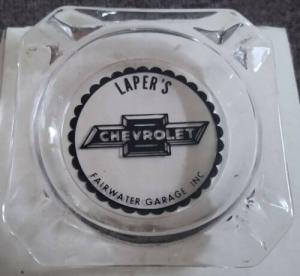 LAPER'S
CHEVROLET
FAIRWATER GARAGE INC